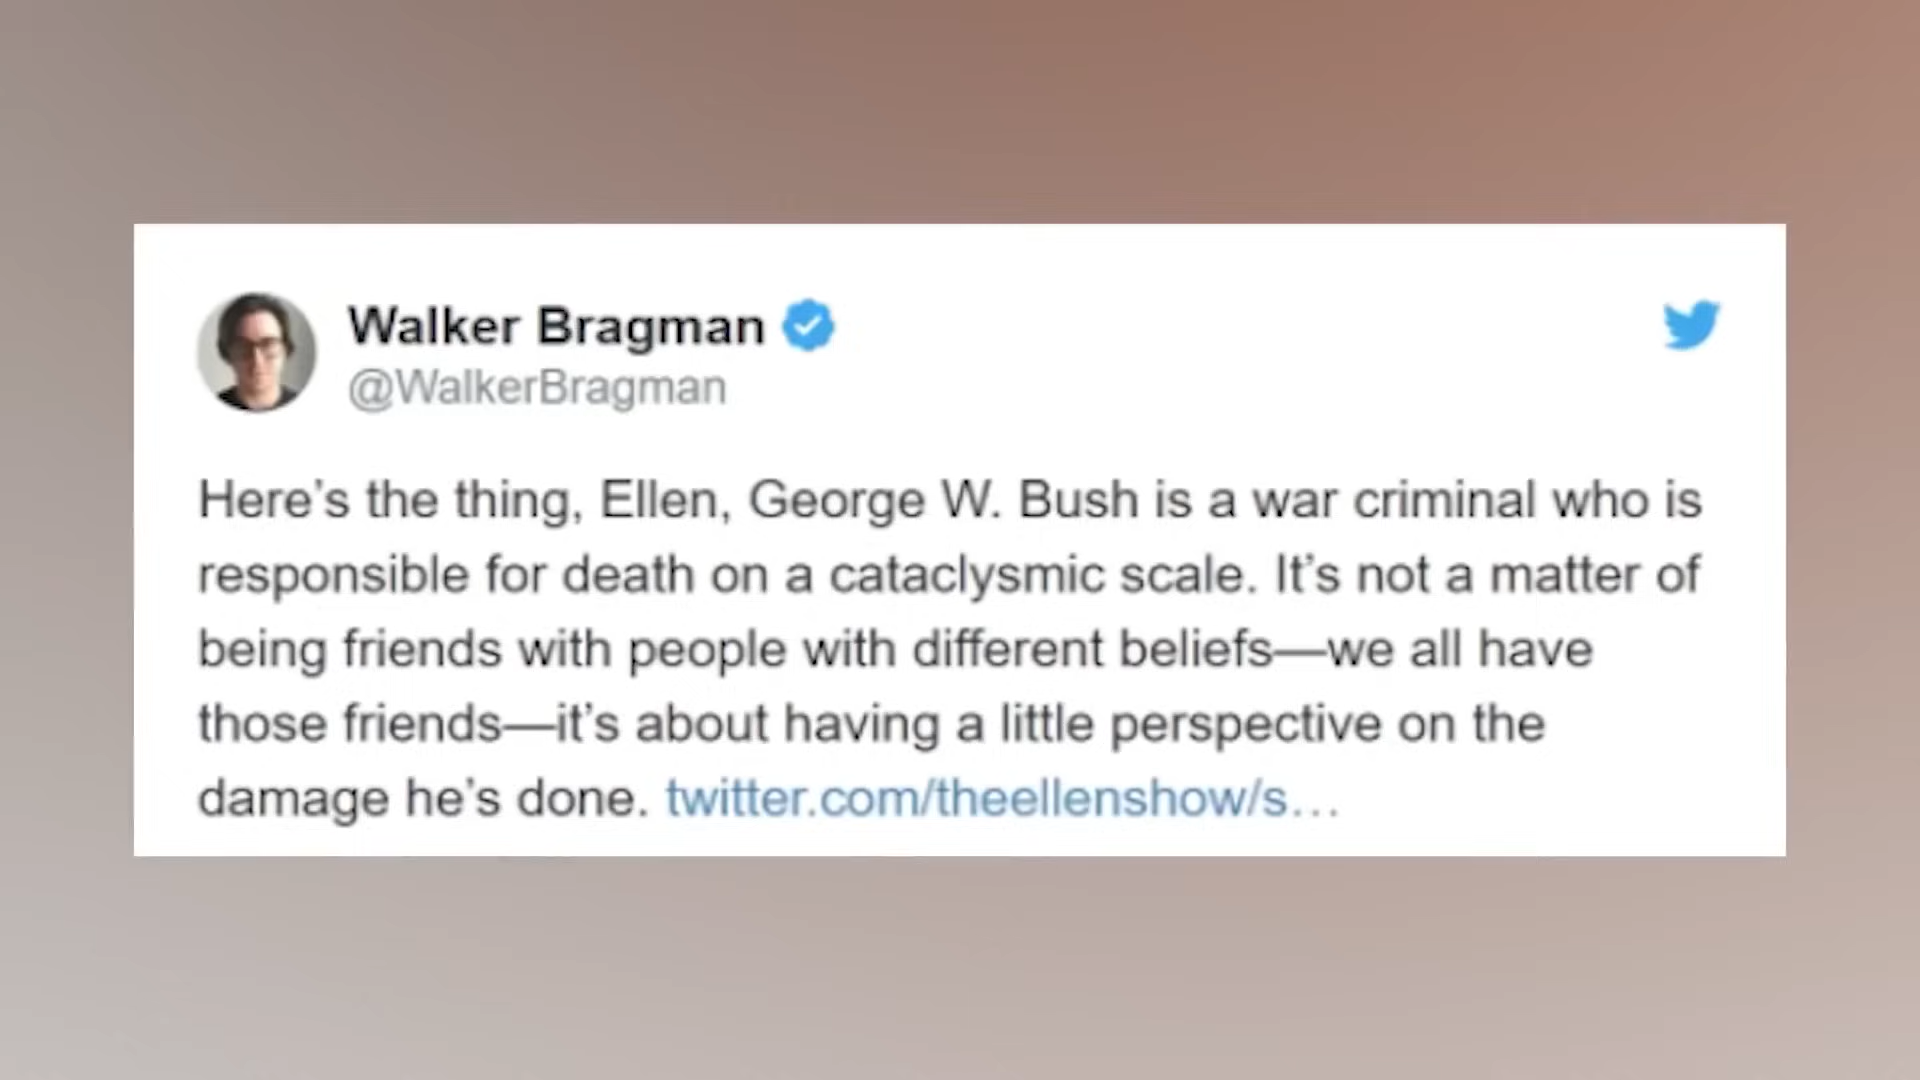 Walker Bragman
@WalkerBragman
Here’s the thing, Ellen, George W. Bush is a war criminal who is
responsible for death on a cataclysmic scale. It’s not a matter of
being friends with people with different beliefs—we all have
those friends—it’s about having a little perspective on the
damage he’s done. twitter.com/theellenshow/s…